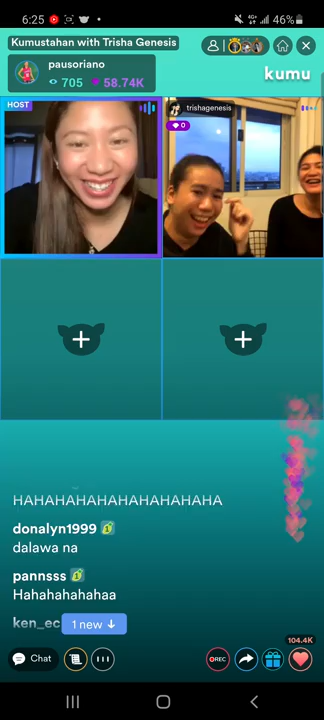 6:25
46%
Kumustahan with Trisha Genesis
pausoriano
705 58.74K
kumu
HOST
trishagenesis
0
HAHAHAHAHAHAHAHAHAHA
donalyn1999
dalawa na
pannsss
Hahahahahahaa
ken_ec
1 new ↓
104.4K
Chat
REC